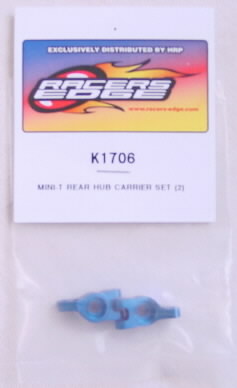 EXCLUSIVELY DISTRIBUTED BY HRP
RACERS
EDGE
www.racers-edge.com
K1706
MINI-T REAR HUB CARRIER SET (2)